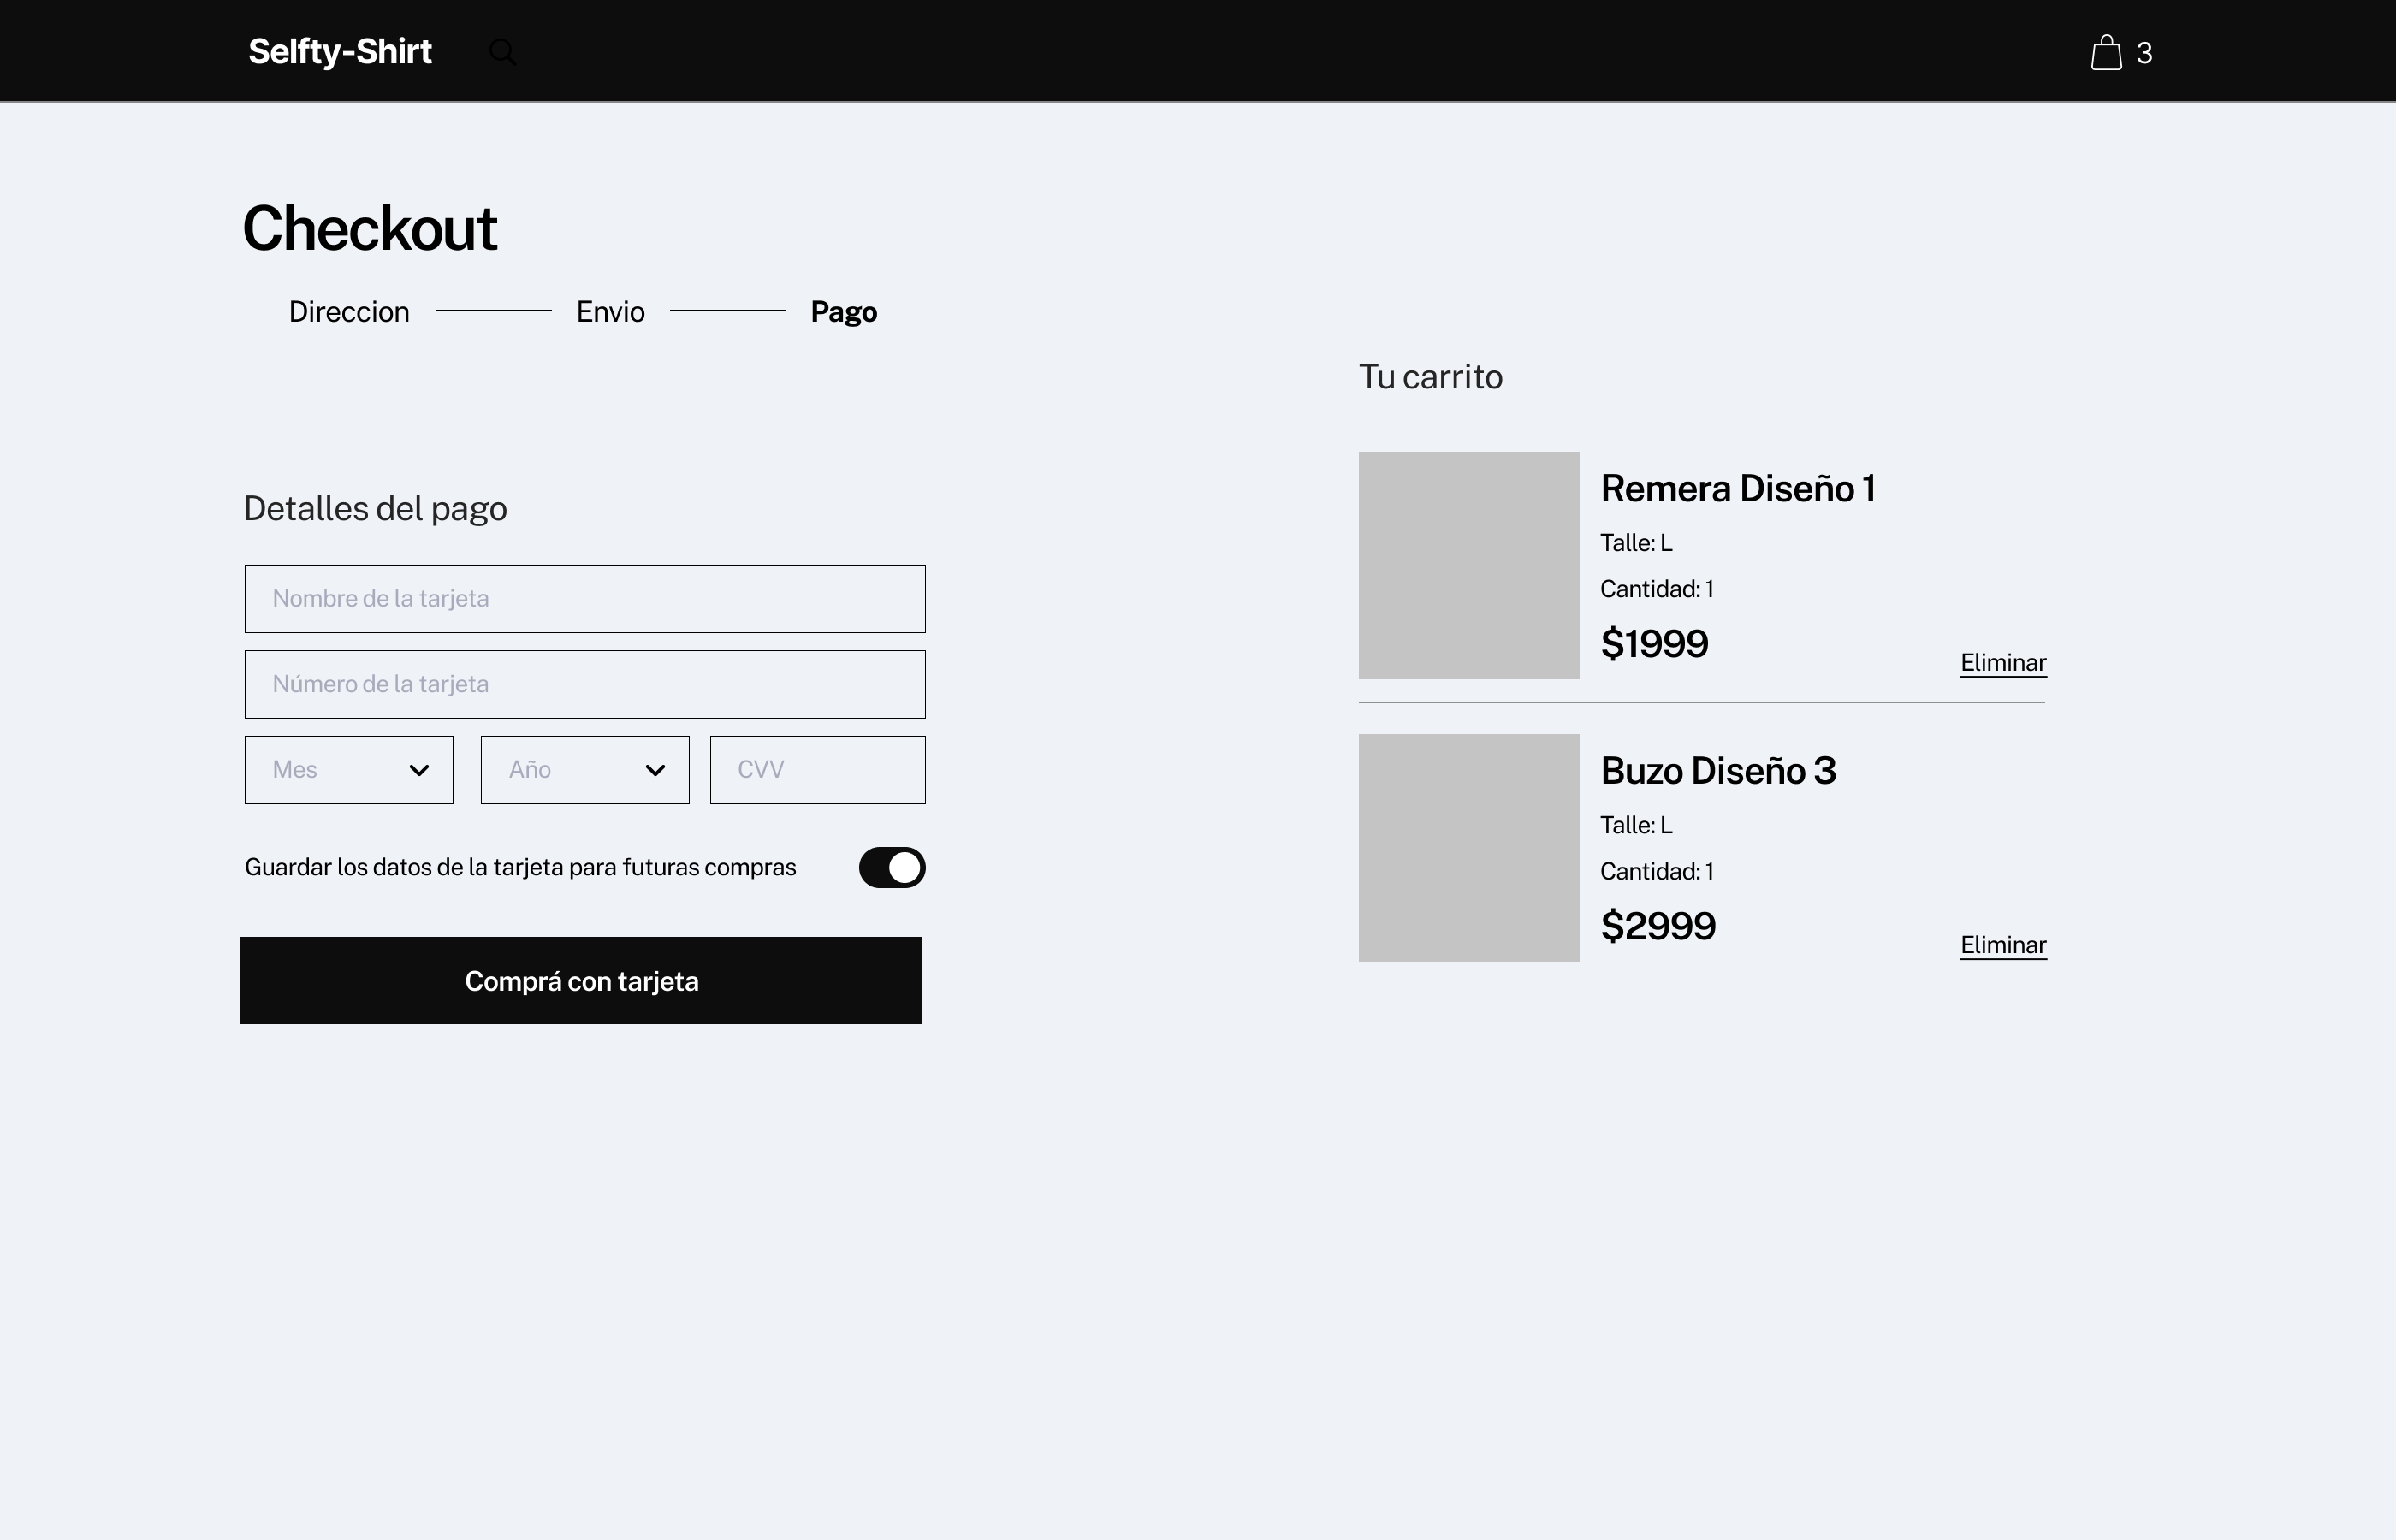 Selfty-Shirt
3
Checkout
Direccion Envio Pago
Detalles del pago
Nombre de la tarjeta
Número de la tarjeta
Mes Año CVV
Guardar los datos de la tarjeta para futuras compras
Comprá con tarjeta
Tu carrito
Remera Diseño 1
Talle: L
Cantidad: 1
$1999
Eliminar
Buzo Diseño 3
Talle: L
Cantidad: 1
$2999
Eliminar